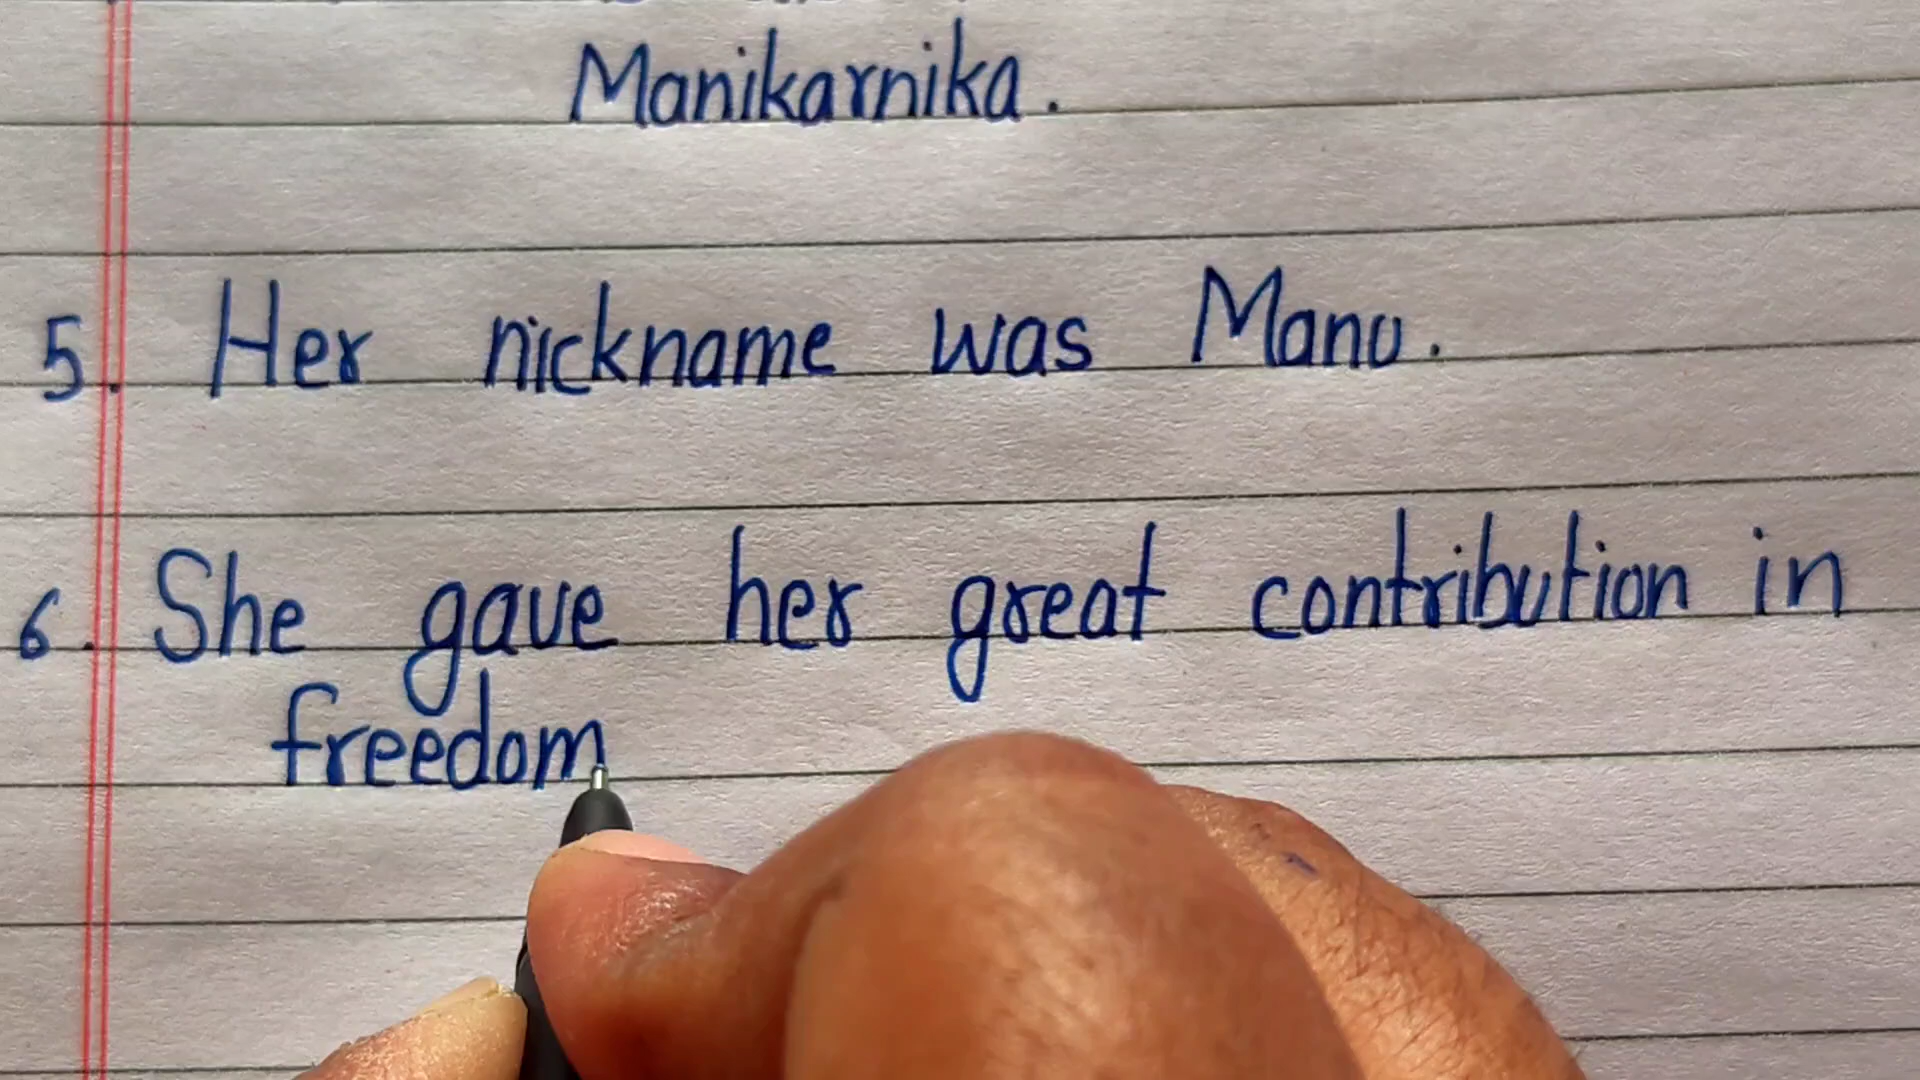 Manikarnika.
5. Her nickname was Manu.
6. She gave her great contribution in
freedom